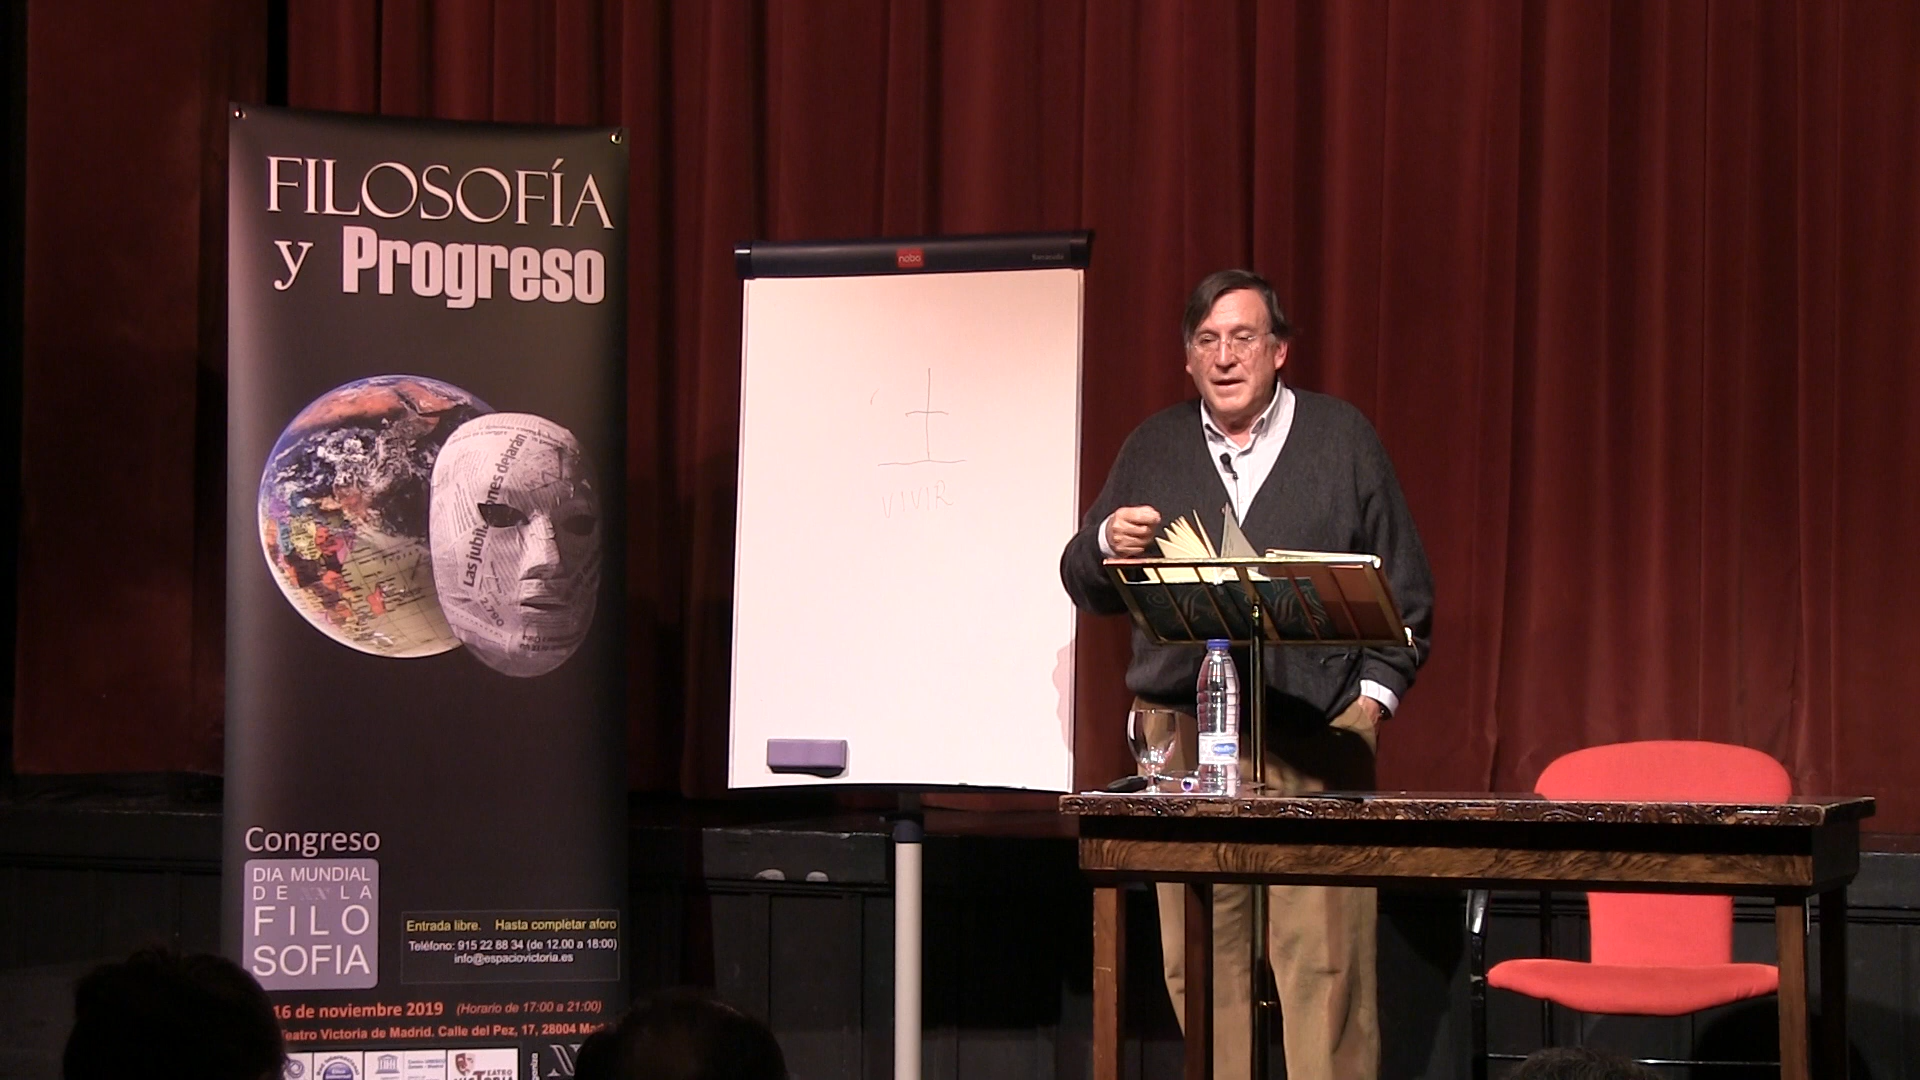 FILOSOFÍA
y Progreso
nobo
Las jubilaciones dejarán
VIVIR
Congreso
DIA MUNDIAL
DE LA
FILO
SOFIA
Entrada libre. Hasta completar aforo
Teléfono: 915 22 88 34 (de 12.00 a 18:00)
info@espaciovictoria.es
16 de noviembre 2019 (Horario de 17:00 a 21:00)
Teatro Victoria de Madrid. Calle del Pez, 17, 28004
TEATRO
VICTORIA